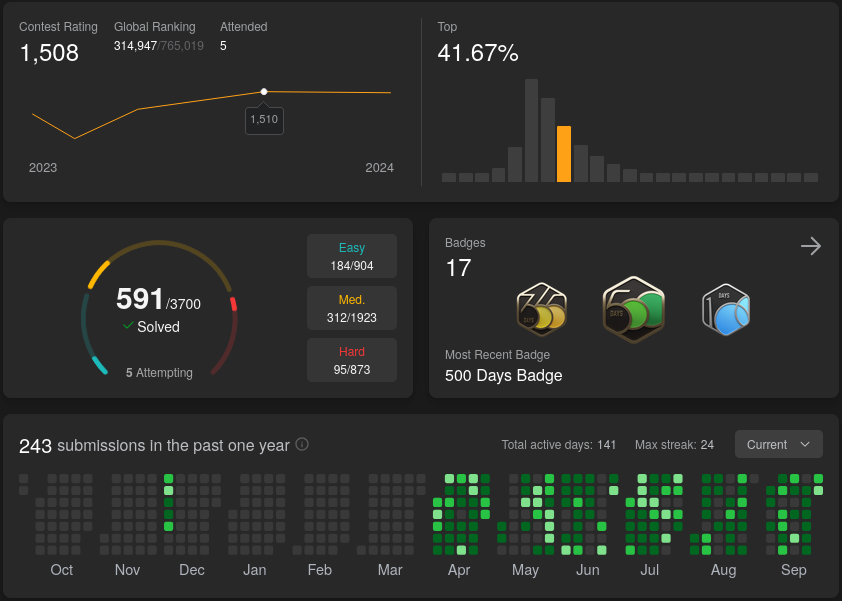 Contest Rating Global Ranking Attended
1,508 314,947/765,019 5
1,510
2023 2024
Top
41.67%
591/3700
Solved
5 Attempting
Easy
184/904
Med.
312/1923
Hard
95/873
Badges
17
DAYS
DAYS
DAYS
Most Recent Badge
500 Days Badge
243 submissions in the past one year Total active days: 141 Max streak: 24 Current
Oct Nov Dec Jan Feb Mar Apr May Jun Jul Aug Sep